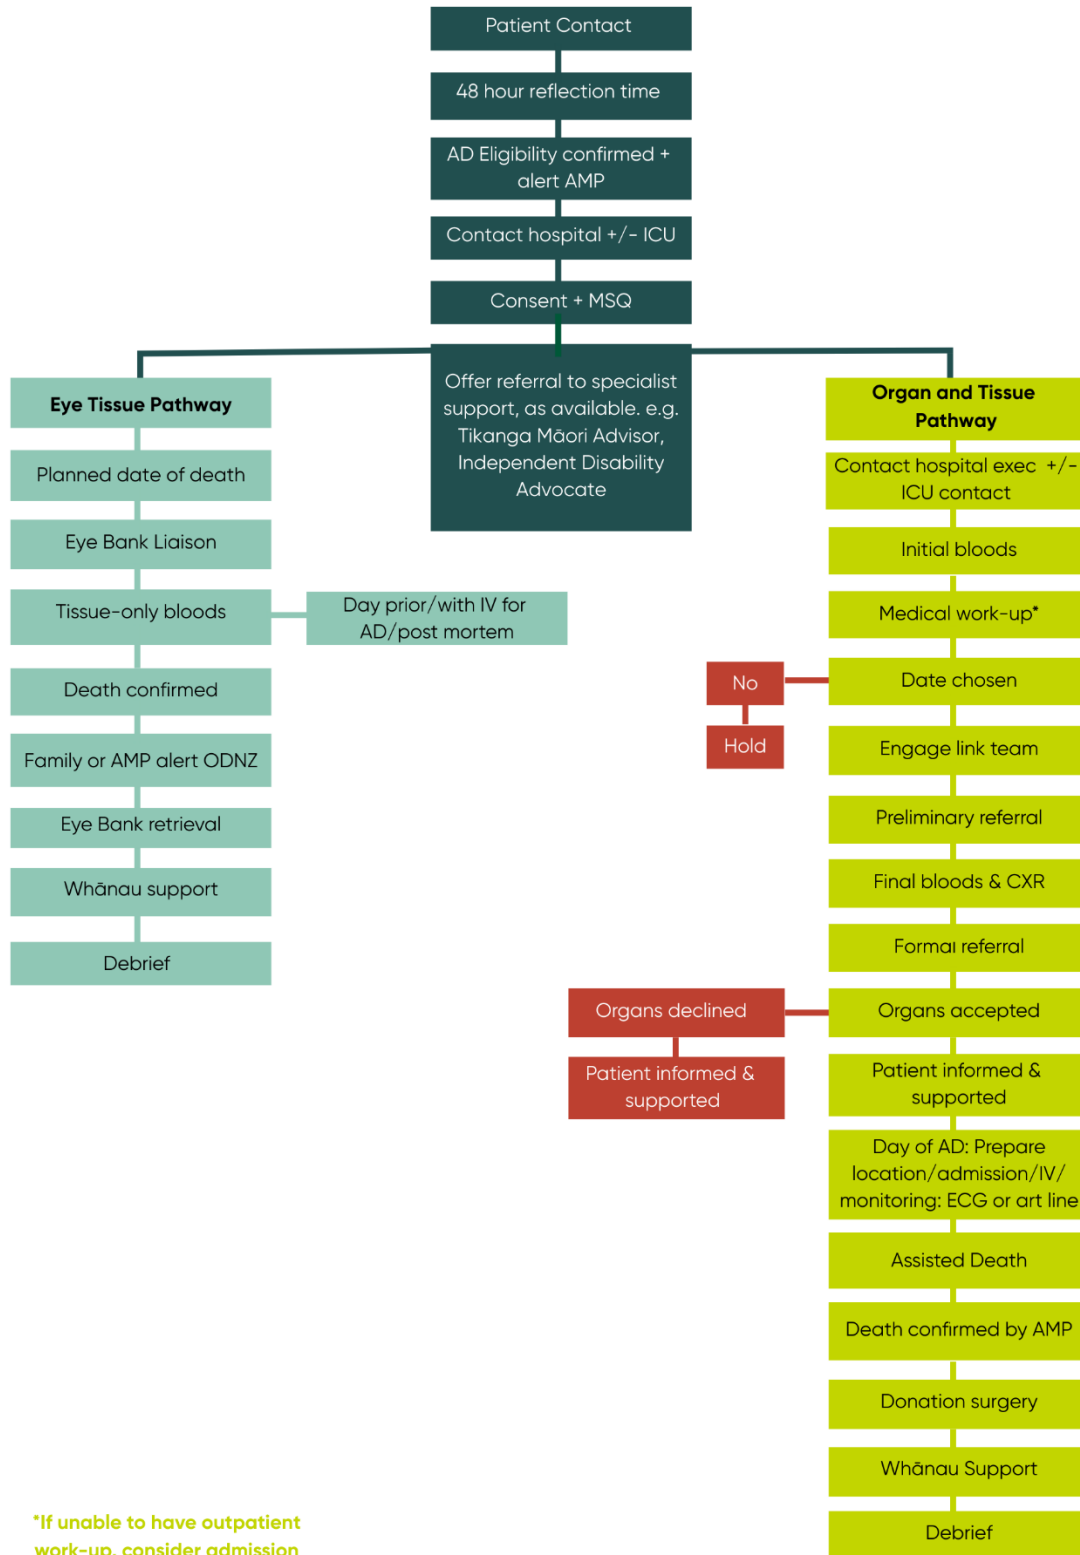 Patient Contact
48 hour reflection time
AD Eligibility confirmed +
alert AMP
Contact hospital +/- ICU
Consent + MSQ
Offer referral to specialist
support, as available. e.g.
Tikanga Māori Advisor,
Independent Disability
Advocate
Eye Tissue Pathway
Planned date of death
Eye Bank Liaison
Tissue-only bloods
Day prior/with IV for
AD/post mortem
Death confirmed
Family or AMP alert ODNZ
Eye Bank retrieval
Whānau support
Debrief
Organ and Tissue
Pathway
Contact hospital exec +/-
ICU contact
Initial bloods
Medical work-up*
Date chosen
No
Hold
Engage link team
Preliminary referral
Final bloods & CXR
Formal referral
Organs accepted
Organs declined
Patient informed &
supported
Patient informed &
supported
Day of AD: Prepare
location/admission/IV/
monitoring: ECG or art line
Assisted Death
Death confirmed by AMP
Donation surgery
Whānau Support
Debrief
*If unable to have outpatient
work-up, consider admission